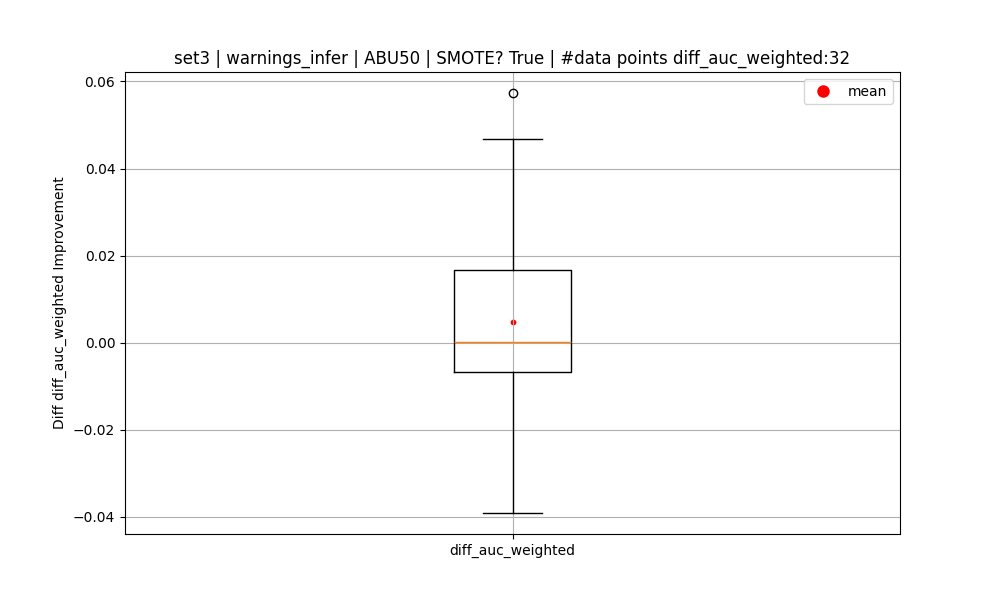 set3 | warnings_infer | ABU50 | SMOTE? True | #data points diff_auc_weighted:32
mean
Diff diff_auc_weighted Improvement
0.06
0.04
0.02
0.00
−0.02
−0.04
diff_auc_weighted